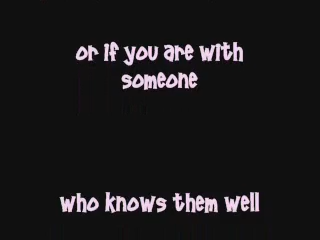 or if you are with
someone
who knows them well